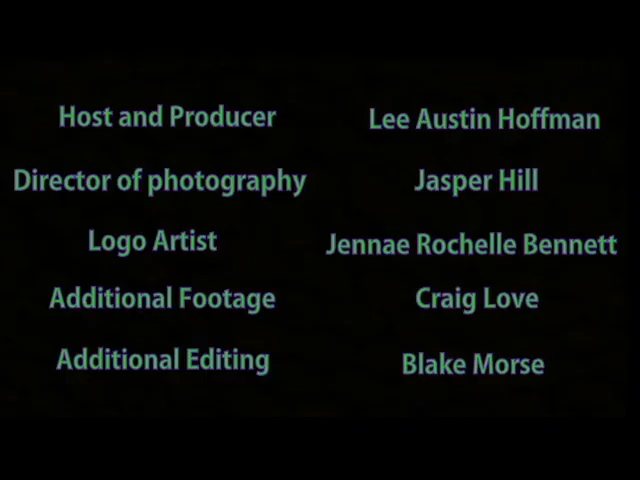 Host and Producer Lee Austin Hoffman
Director of photography Jasper Hill
Logo Artist Jennae Rochelle Bennett
Additional Footage Craig Love
Additional Editing Blake Morse